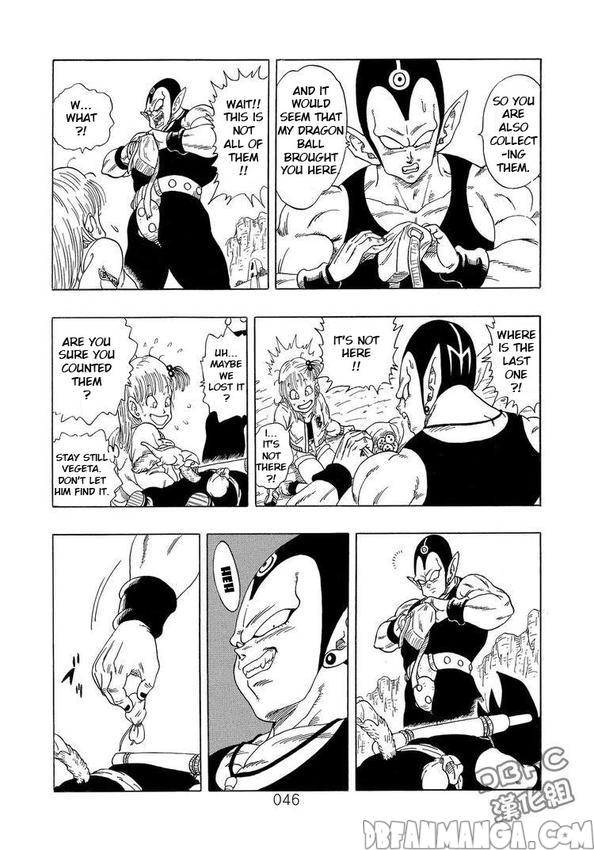 SO YOU
ARE
ALSO
COLLECT
-ING
THEM.
AND IT
WOULD
SEEM THAT
MY DRAGON
BALL
BROUGHT
YOU HERE.
WAIT!!
THIS IS
NOT
ALL OF
THEM
!!
W...
WHAT
?!
WHERE IS
THE
LAST
ONE?!
IT'S NOT
HERE !!
I...
IT'S
NOT
THERE
?!
UH...
MAYBE
WE
LOST IT
?
ARE YOU
SURE YOU
COUNTED
THEM ?
STAY STILL
VEGETA.
DON'T LET
HIM FIND IT.
HEH
ズッ
046
DBFC
漢化組
DBFANMANGA.COM